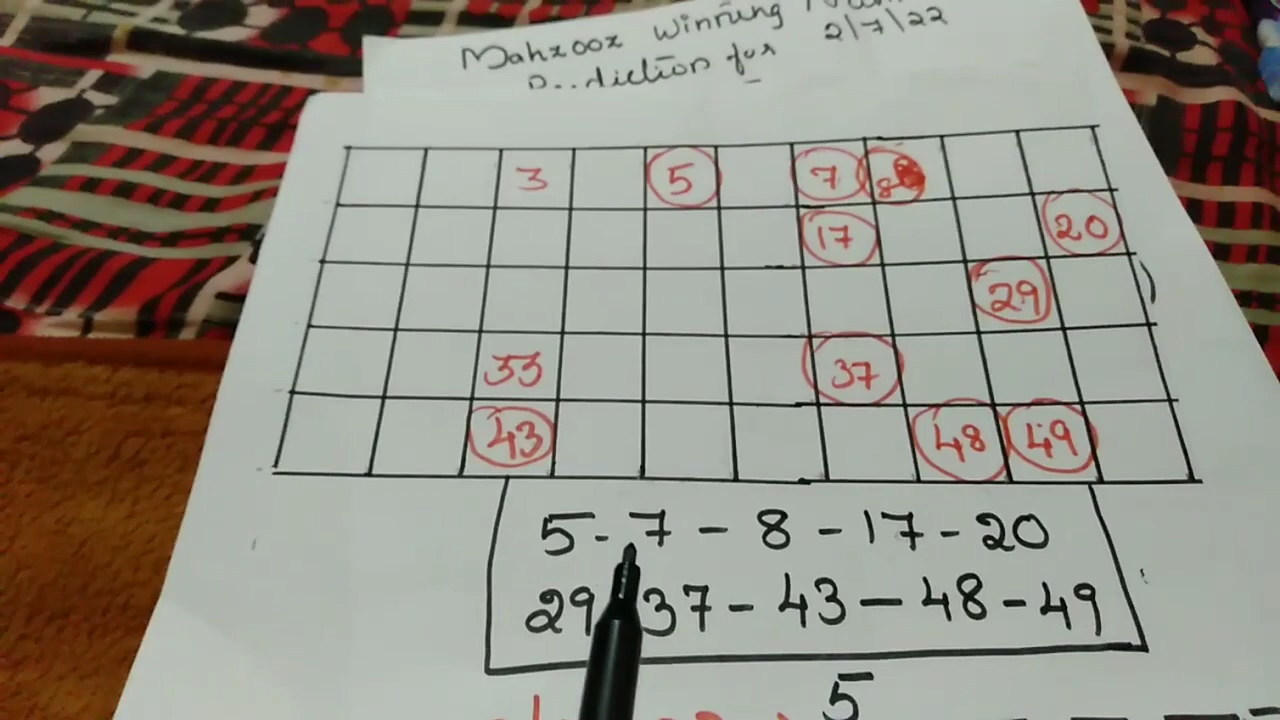 Mahzooz Winning
Prediction for 2/7/22
3 5 7 8
17 20
29
33 37
43 48 49
5 - 7 - 8 - 17 - 20
29 37 - 43 - 48 - 49
5